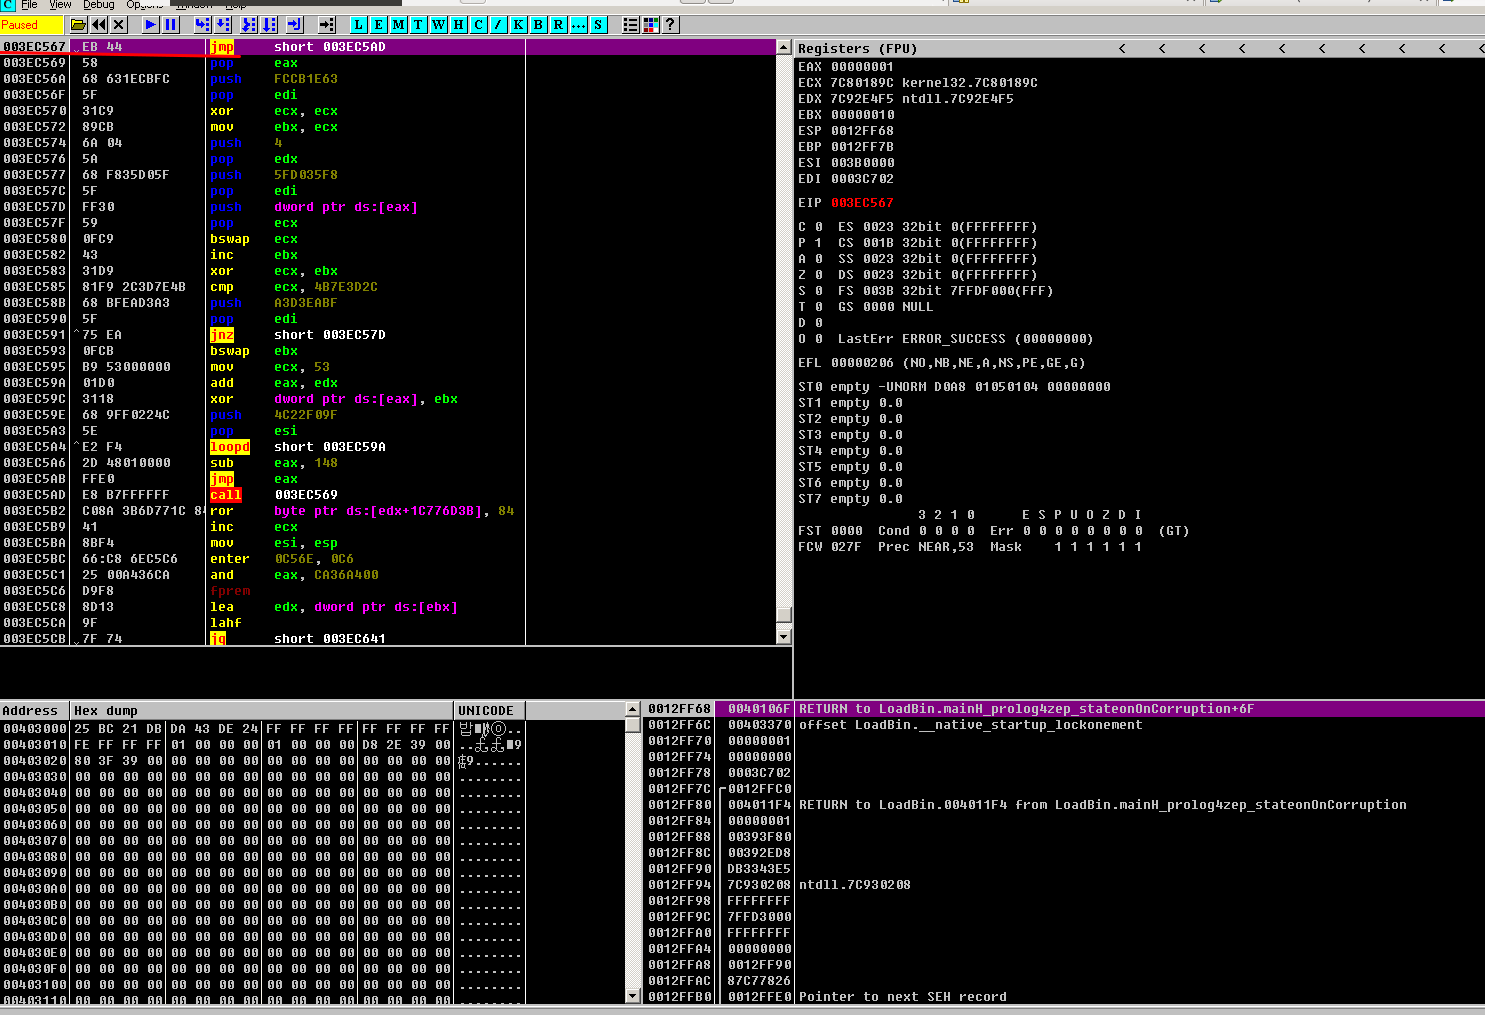 C File View Debug Options Window Help
Paused L E M T W H C / K B R ... S ?
003EC567 EB 44 jmp short 003EC5AD
003EC569 58 pop eax
003EC56A 68 631ECBFC push FCCB1E63
003EC56F 5F pop edi
003EC570 31C9 xor ecx, ecx
003EC572 89CB mov ebx, ecx
003EC574 6A 04 push 4
003EC576 5A pop edx
003EC577 68 F835D05F push 5FD035F8
003EC57C 5F pop edi
003EC57D FF30 push dword ptr ds:[eax]
003EC57F 59 pop ecx
003EC580 0FC9 bswap ecx
003EC582 43 inc ebx
003EC583 31D9 xor ecx, ebx
003EC585 81F9 2C3D7E4B cmp ecx, 4B7E3D2C
003EC58B 68 BFEAD3A3 push A3D3EABF
003EC590 5F pop edi
003EC591 ^75 EA jnz short 003EC57D
003EC593 0FCB bswap ebx
003EC595 B9 53000000 mov ecx, 53
003EC59A 01D0 add eax, edx
003EC59C 3118 xor dword ptr ds:[eax], ebx
003EC59E 68 9FF0224C push 4C22F09F
003EC5A3 5E pop esi
003EC5A4 ^E2 F4 loopd short 003EC59A
003EC5A6 2D 48010000 sub eax, 148
003EC5AB FFE0 jmp eax
003EC5AD E8 B7FFFFFF call 003EC569
003EC5B2 C08A 3B6D771C 84 ror byte ptr ds:[edx+1C776D3B], 84
003EC5B9 41 inc ecx
003EC5BA 8BF4 mov esi, esp
003EC5BC 66:C8 6EC5C6 enter 0C56E, 0C6
003EC5C1 25 00A436CA and eax, CA36A400
003EC5C6 D9F8 Fprem
003EC5C8 8D13 lea edx, dword ptr ds:[ebx]
003EC5CA 9F lahf
003EC5CB 7F 74 jg short 003EC641
Registers (FPU) < < < < < < < < < <
EAX 00000001
ECX 7C80189C kernel32.7C80189C
EDX 7C92E4F5 ntdll.7C92E4F5
EBX 00000010
ESP 0012FF68
EBP 0012FF7B
ESI 003B0000
EDI 0003C702
EIP 003EC567
C 0 ES 0023 32bit 0(FFFFFFFF)
P 1 CS 001B 32bit 0(FFFFFFFF)
A 0 SS 0023 32bit 0(FFFFFFFF)
Z 0 DS 0023 32bit 0(FFFFFFFF)
S 0 FS 003B 32bit 7FFDF000(FFF)
T 0 GS 0000 NULL
D 0
O 0 LastErr ERROR_SUCCESS (00000000)
EFL 00000206 (NO,NB,NE,A,NS,PE,GE,G)
ST0 empty -UNORM D0A8 01050104 00000000
ST1 empty 0.0
ST2 empty 0.0
ST3 empty 0.0
ST4 empty 0.0
ST5 empty 0.0
ST6 empty 0.0
ST7 empty 0.0
3 2 1 0 E S P U O Z D I
FST 0000 Cond 0 0 0 0 Err 0 0 0 0 0 0 0 0 (GT)
FCW 027F Prec NEAR,53 Mask 1 1 1 1 1 1
Address Hex dump UNICODE
00403000 25 BC 21 DB DA 43 DE 24 FF FF FF FF FF FF FF FF
00403010 FE FF FF FF 01 00 00 00 01 00 00 00 D8 2E 39 00
00403020 80 3F 39 00 00 00 00 00 00 00 00 00 00 00 00 00
00403030 00 00 00 00 00 00 00 00 00 00 00 00 00 00 00 00 ........
00403040 00 00 00 00 00 00 00 00 00 00 00 00 00 00 00 00 ........
00403050 00 00 00 00 00 00 00 00 00 00 00 00 00 00 00 00 ........
00403060 00 00 00 00 00 00 00 00 00 00 00 00 00 00 00 00 ........
00403070 00 00 00 00 00 00 00 00 00 00 00 00 00 00 00 00 ........
00403080 00 00 00 00 00 00 00 00 00 00 00 00 00 00 00 00 ........
00403090 00 00 00 00 00 00 00 00 00 00 00 00 00 00 00 00 ........
004030A0 00 00 00 00 00 00 00 00 00 00 00 00 00 00 00 00 ........
004030B0 00 00 00 00 00 00 00 00 00 00 00 00 00 00 00 00 ........
004030C0 00 00 00 00 00 00 00 00 00 00 00 00 00 00 00 00 ........
004030D0 00 00 00 00 00 00 00 00 00 00 00 00 00 00 00 00 ........
004030E0 00 00 00 00 00 00 00 00 00 00 00 00 00 00 00 00 ........
004030F0 00 00 00 00 00 00 00 00 00 00 00 00 00 00 00 00 ........
00403100 00 00 00 00 00 00 00 00 00 00 00 00 00 00 00 00 ........
00403110 00 00 00 00 00 00 00 00 00 00 00 00 00 00 00 00 ........
0012FF68 0040106F RETURN to LoadBin.mainH_prolog4zep_stateonOnCorruption+6F
0012FF6C 00403370 offset LoadBin.__native_startup_lockonement
0012FF70 00000001
0012FF74 00000000
0012FF78 0003C702
0012FF7C 0012FFC0
0012FF80 004011F4 RETURN to LoadBin.004011F4 from LoadBin.mainH_prolog4zep_stateonOnCorruption
0012FF84 00000001
0012FF88 00393F80
0012FF8C 00392ED8
0012FF90 DB3343E5
0012FF94 7C930208 ntdll.7C930208
0012FF98 FFFFFFFF
0012FF9C 7FFD3000
0012FFA0 FFFFFFFF
0012FFA4 00000000
0012FFA8 0012FF90
0012FFAC 87C77826
0012FFB0 0012FFE0 Pointer to next SEH record